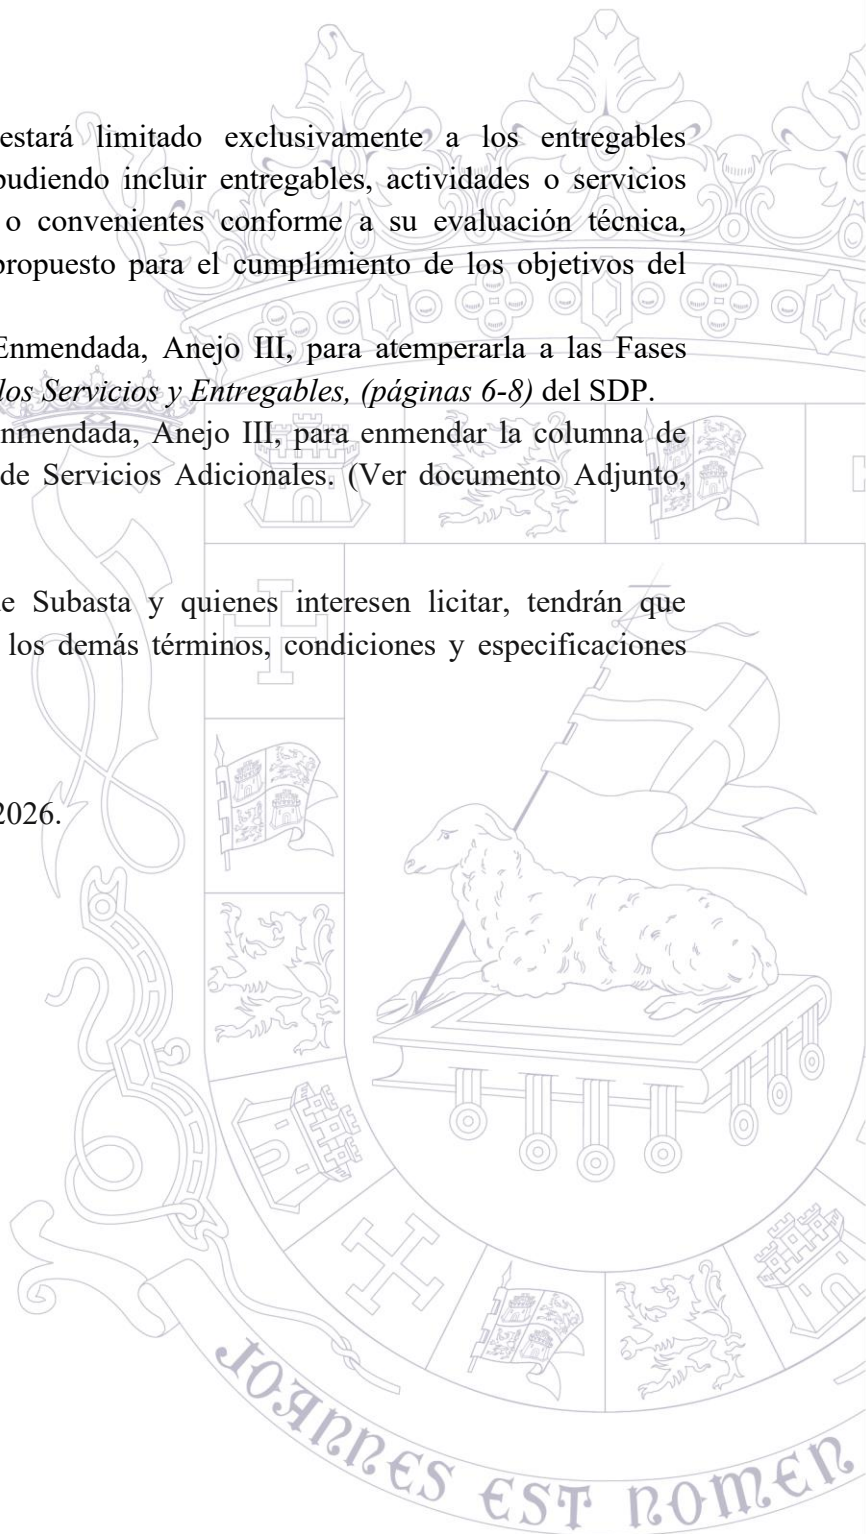 estará limitado exclusivamente a los entregables
pudiendo incluir entregables, actividades o servicios
o convenientes conforme a su evaluación técnica,
propuesto para el cumplimiento de los objetivos del
Enmendada, Anejo III, para atemperarla a las Fases
los Servicios y Entregables, (páginas 6-8) del SDP.
Enmendada, Anejo III, para enmendar la columna de
de Servicios Adicionales. (Ver documento Adjunto,
de Subasta y quienes interesen licitar, tendrán que
los demás términos, condiciones y especificaciones
2026.
JOANNES EST NOMEN